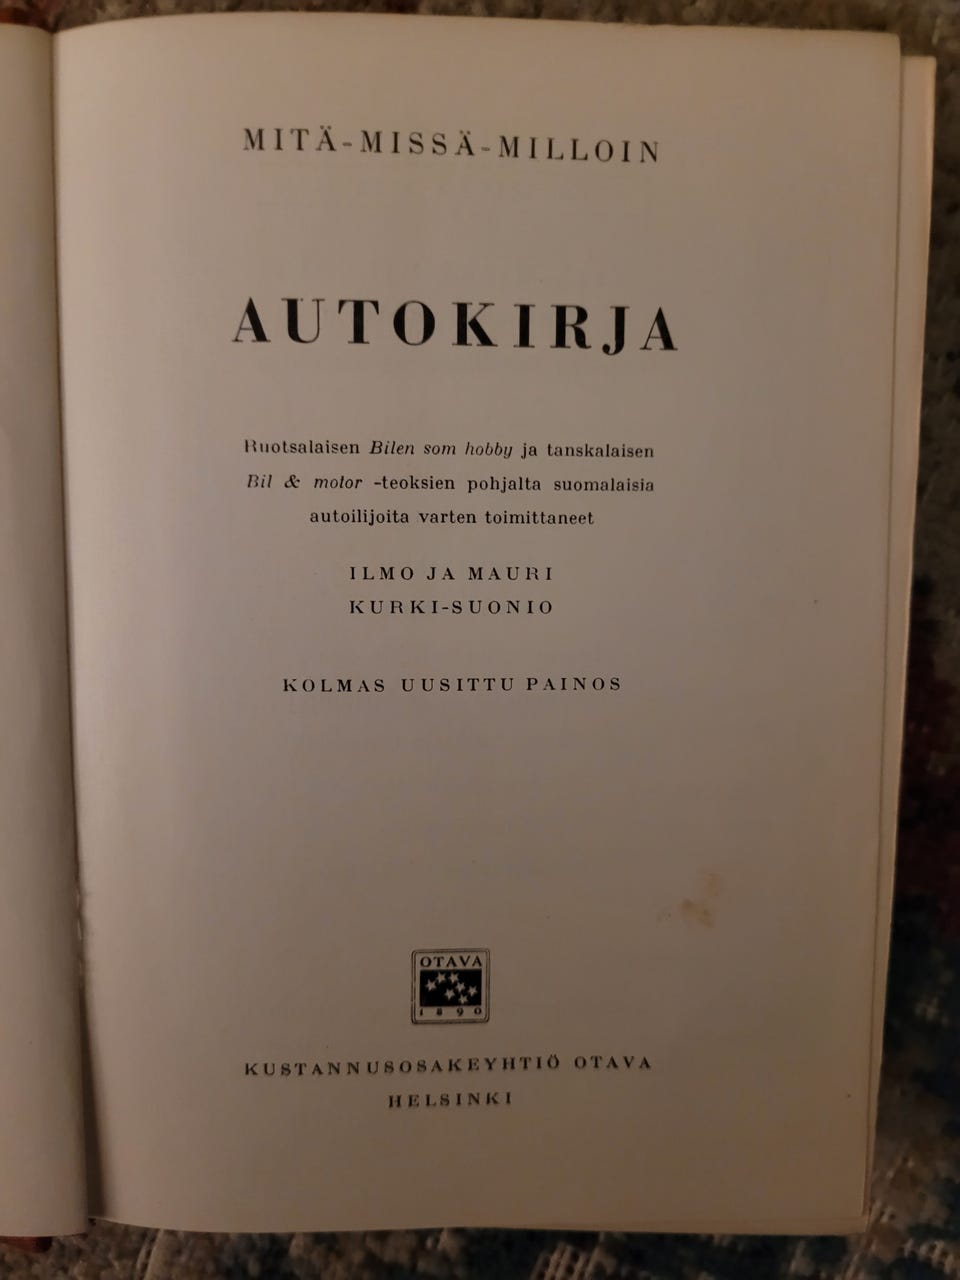 MITÄ-MISSÄ-MILLOIN
AUTOKIRJA
Ruotsalaisen Bilen som hobby ja tanskalaisen
Bil & motor -teoksien pohjalta suomalaisia
autoilijoita varten toimittaneet
ILMO JA MAURI
KURKI-SUONIO
KOLMAS UUSITTU PAINOS
OTAVA
1890
KUSTANNUSOSAKEYHTIÖ OTAVA
HELSINKI